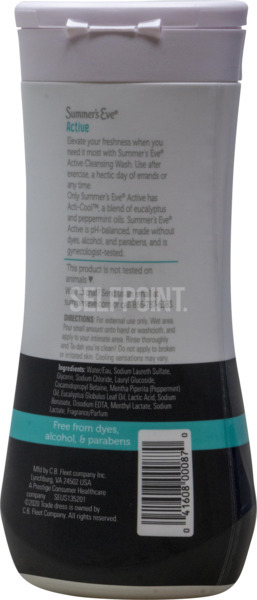 Summer's Eve®
Active
Elevate your freshness when you
need it most with Summer's Eve®
Active Cleansing Wash. Use after
exercise, a hectic day of errands or
any time.
Only Summer's Eve® Active has
Acti-Cool™: a blend of eucalyptus
and peppermint oils. Summer's Eve®
Active is pH-balanced, made without
dyes, alcohol, and parabens, and is
gynecologist-tested.
This product is not tested on
animals ♥
SELFPOINT.
DIRECTIONS: For external use only. Wet area.
Pour small amount onto hand or washcloth, and
apply to your intimate area. Rinse thoroughly
and Ta-da! you're clean! Do not apply to broken
or irritated skin. Cooling sensations may vary.
Ingredients: Water/Eau, Sodium Laureth Sulfate,
Glycerin, Sodium Chloride, Lauryl Glucoside,
Cocamidopropyl Betaine, Mentha Piperita (Peppermint)
Oil, Eucalyptus Globulus Leaf Oil, Lactic Acid, Sodium
Benzoate, Disodium EDTA, Menthyl Lactate, Sodium
Lactate, Fragrance/Parfum
Free from dyes,
alcohol, & parabens
Mfd by C.B. Fleet company Inc.
Lynchburg, VA 24502 USA
A Prestige Consumer Healthcare
company SEUS135201
©2020 Trade dress is owned by
C.B. Fleet Company. All rights reserved.
0 41608 00087 0